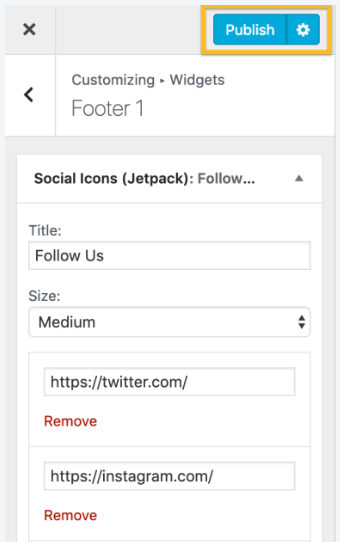 Publish
Customizing ▸ Widgets
Footer 1
Social Icons (Jetpack): Follow...
Title:
Follow Us
Size:
Medium
https://twitter.com/
Remove
https://instagram.com/
Remove